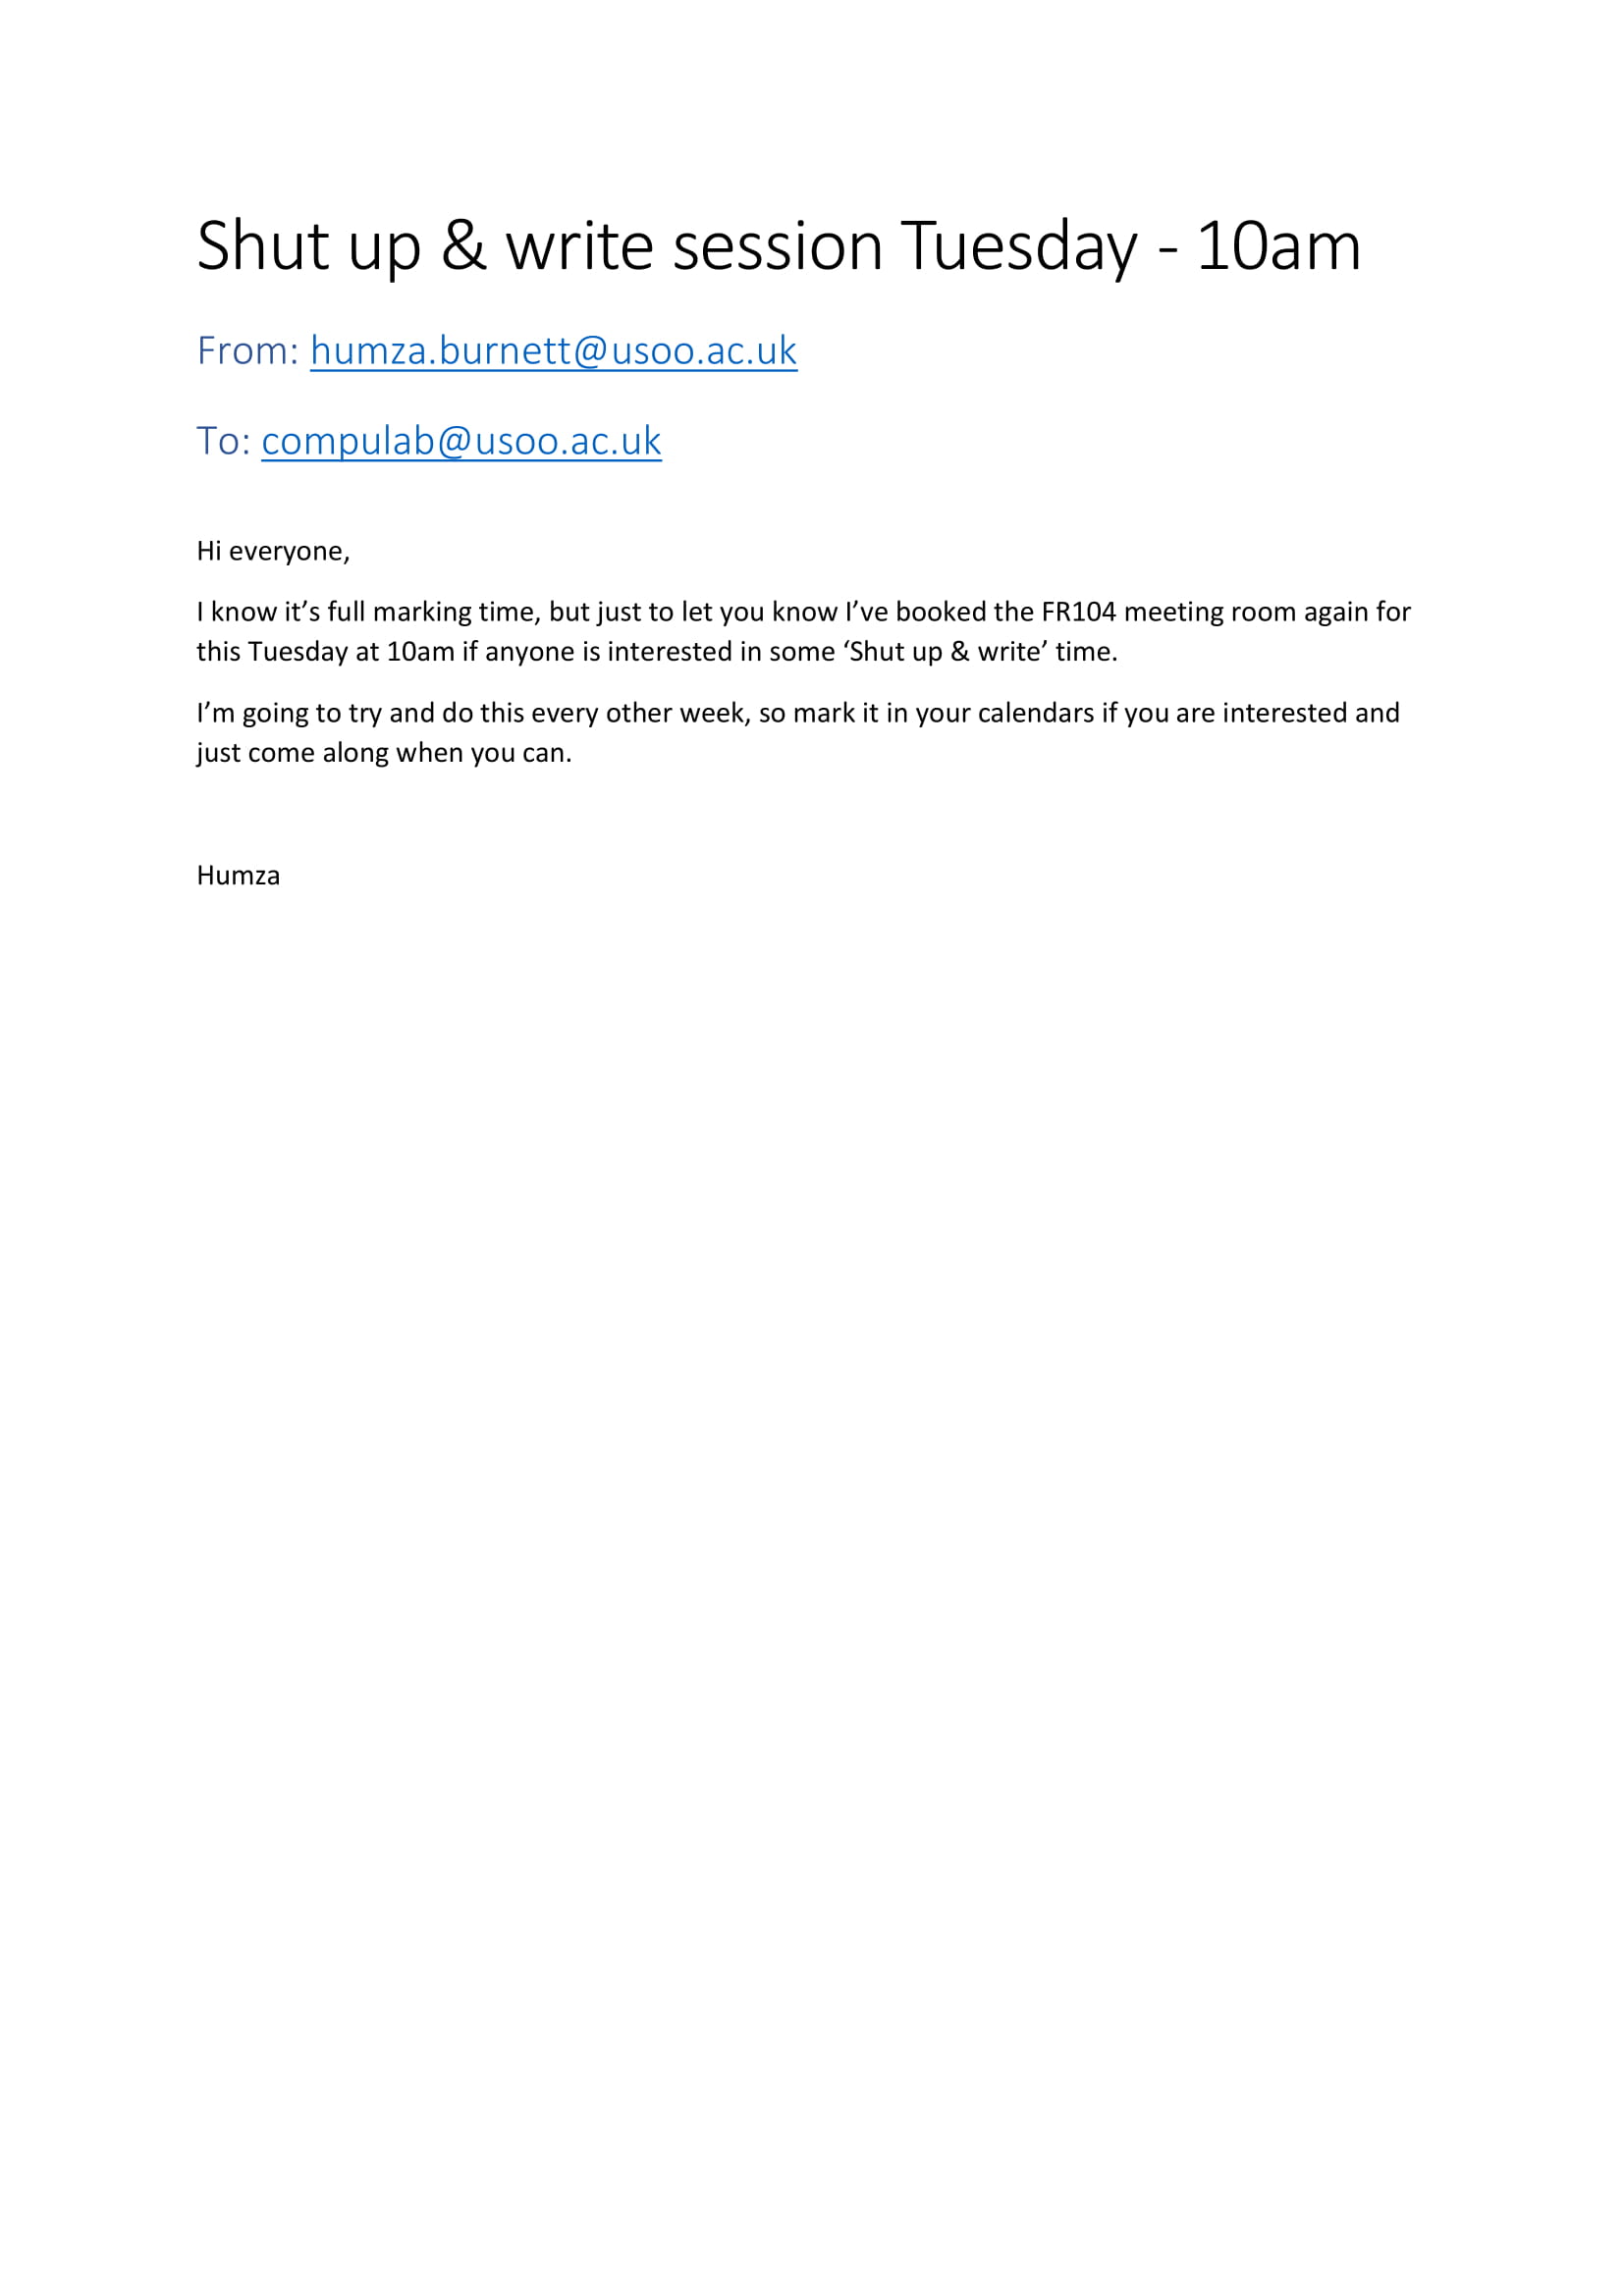 Shut up & write session Tuesday - 10am
From: humza.burnett@usoo.ac.uk
To: compulab@usoo.ac.uk
Hi everyone,
I know it’s full marking time, but just to let you know I’ve booked the FR104 meeting room again for
this Tuesday at 10am if anyone is interested in some ‘Shut up & write’ time.
I’m going to try and do this every other week, so mark it in your calendars if you are interested and
just come along when you can.
Humza